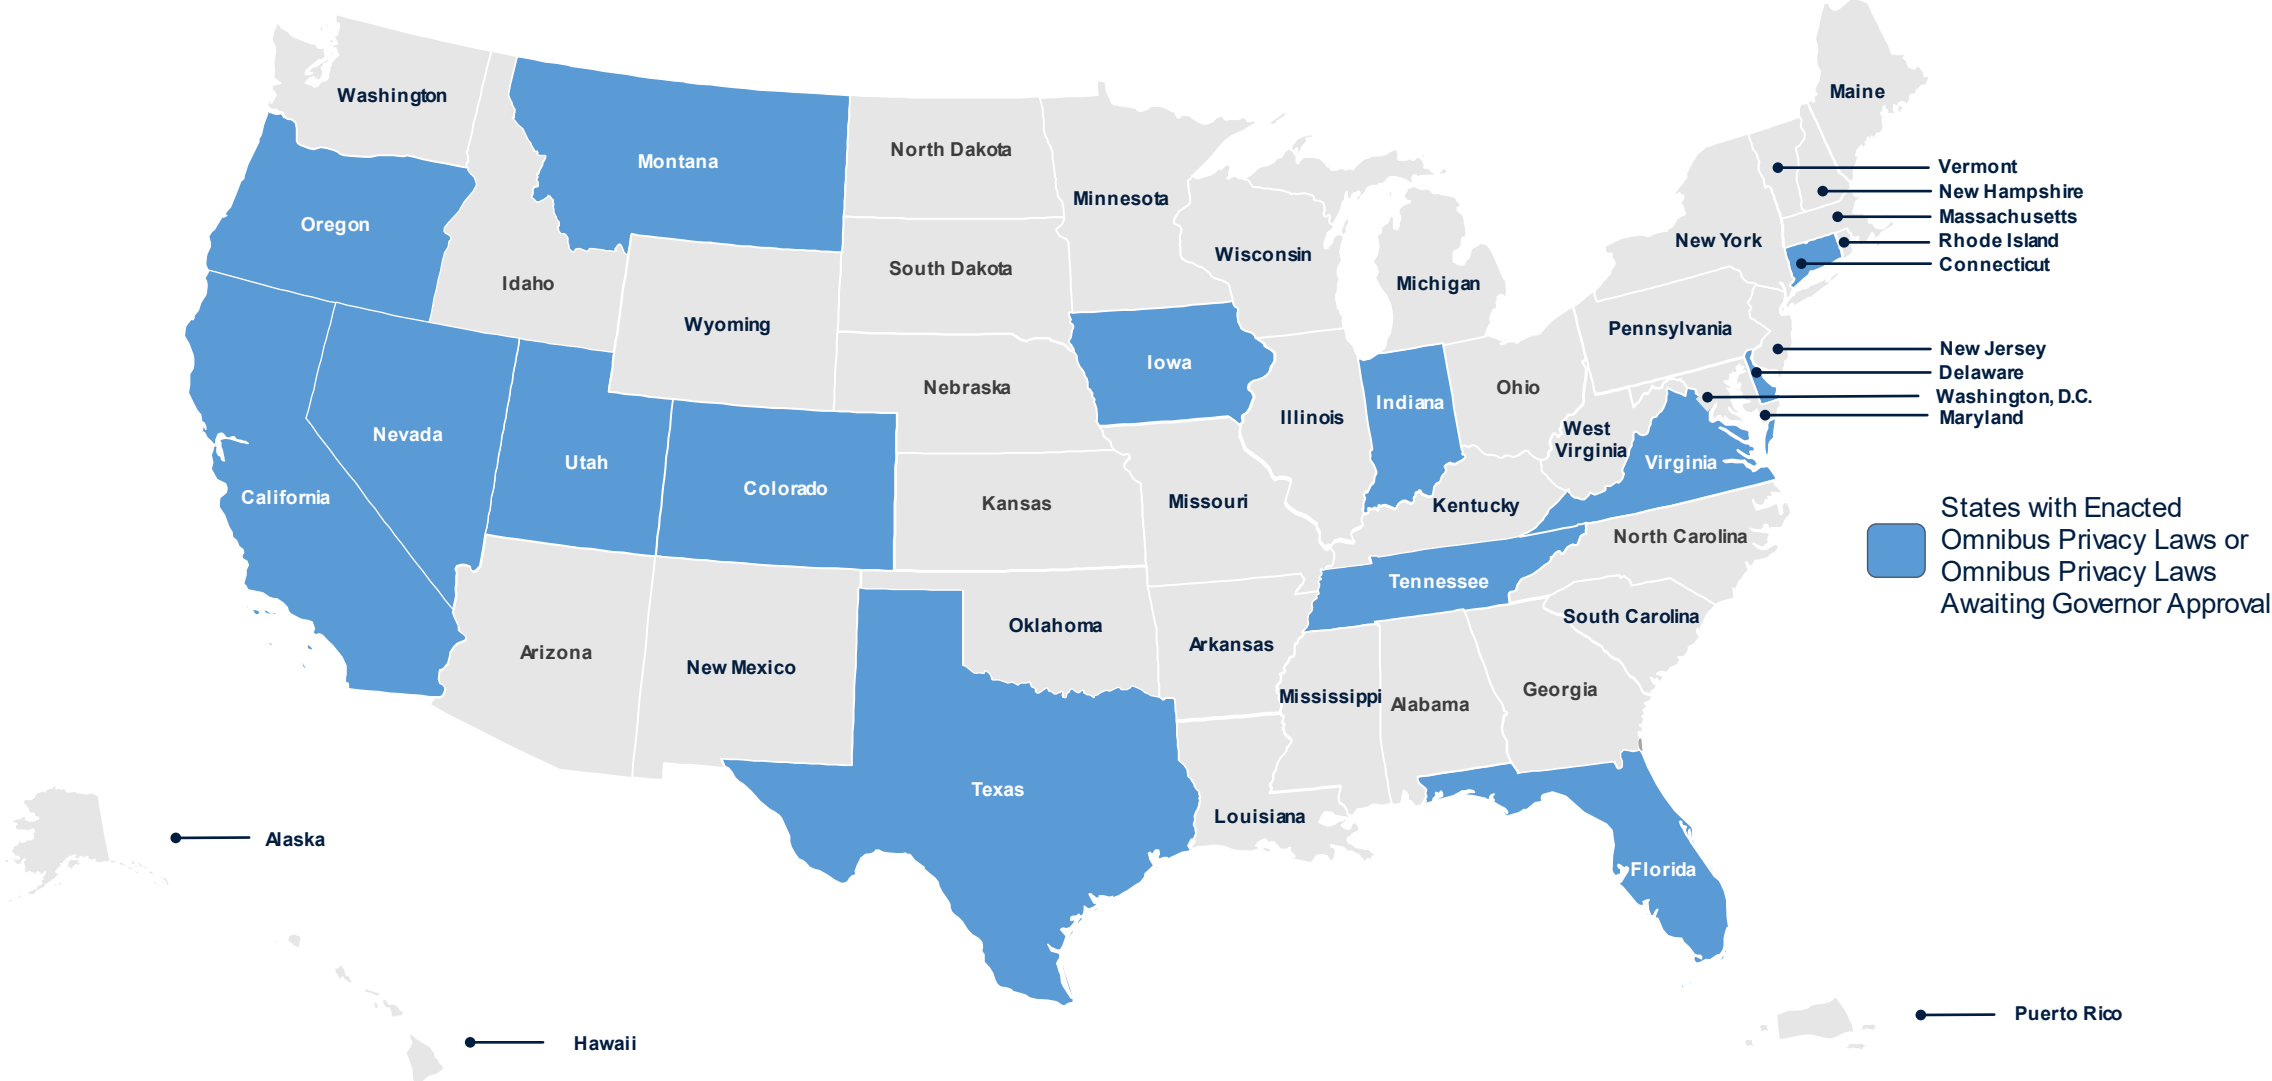 Washington
Montana
North Dakota
Minnesota
Maine
Vermont
New Hampshire
Massachusetts
Rhode Island
Connecticut
Oregon
Idaho
Wyoming
South Dakota
Wisconsin
Michigan
New York
Pennsylvania
New Jersey
Delaware
Washington, D.C.
Maryland
Nevada
Utah
Colorado
Nebraska
Iowa
Illinois
Indiana
Ohio
West
Virginia
Virginia
California
Kansas
Missouri
Kentucky
North Carolina
States with Enacted
Omnibus Privacy Laws or
Omnibus Privacy Laws
Awaiting Governor Approval
Tennessee
South Carolina
Arizona
New Mexico
Oklahoma
Arkansas
Mississippi
Alabama
Georgia
Texas
Louisiana
Florida
Alaska
Hawaii
Puerto Rico